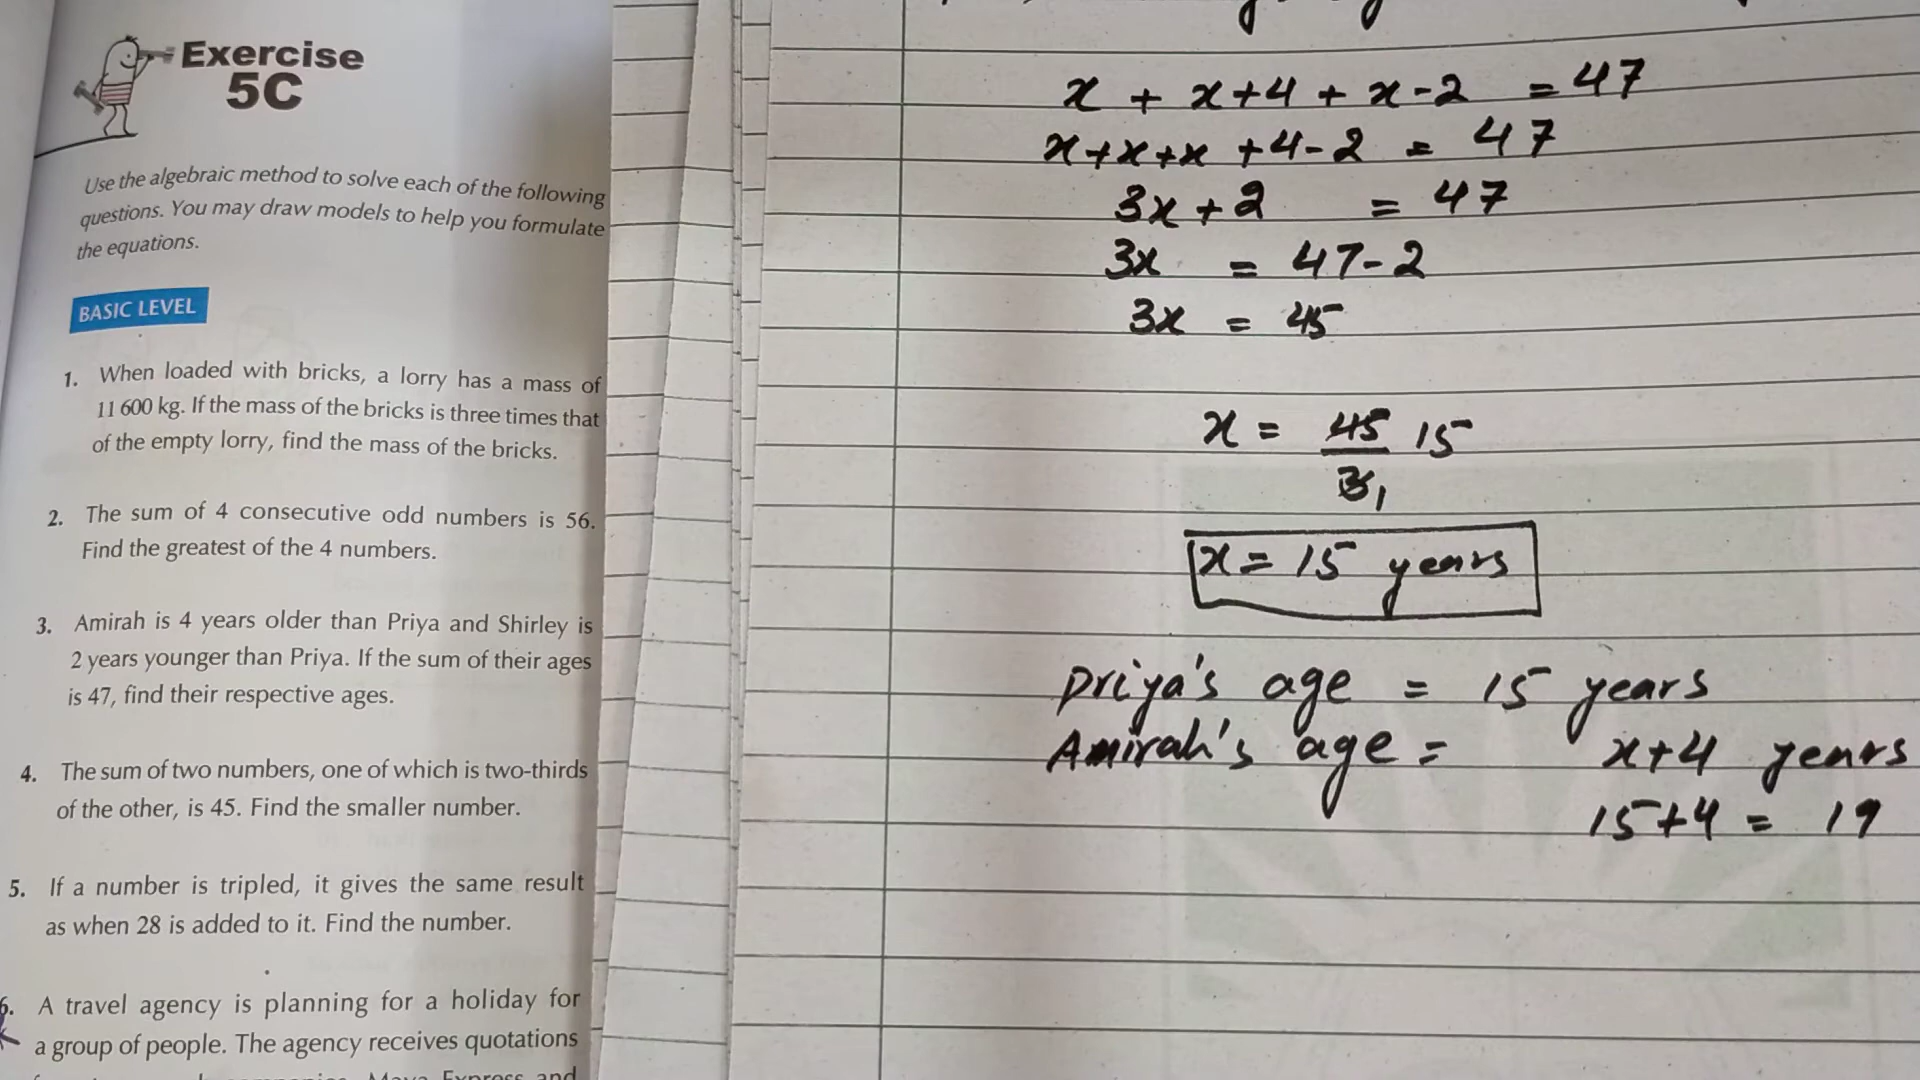 Exercise
5C
Use the algebraic method to solve each of the following
questions. You may draw models to help you formulate
the equations.
BASIC LEVEL
1. When loaded with bricks, a lorry has a mass of
11 600 kg. If the mass of the bricks is three times that
of the empty lorry, find the mass of the bricks.
2. The sum of 4 consecutive odd numbers is 56.
Find the greatest of the 4 numbers.
3. Amirah is 4 years older than Priya and Shirley is
2 years younger than Priya. If the sum of their ages
is 47, find their respective ages.
4. The sum of two numbers, one of which is two-thirds
of the other, is 45. Find the smaller number.
5. If a number is tripled, it gives the same result
as when 28 is added to it. Find the number.
6. A travel agency is planning for a holiday for
a group of people. The agency receives quotations
Express and
x + x+4 + x-2 = 47
x+x+x +4-2 = 47
3x+2 = 47
3x = 47-2
3x = 45
x = 45 15
3 1
x = 15 years
Priya's age = 15 years
Amirah's age = x+4 years
15+4 = 19